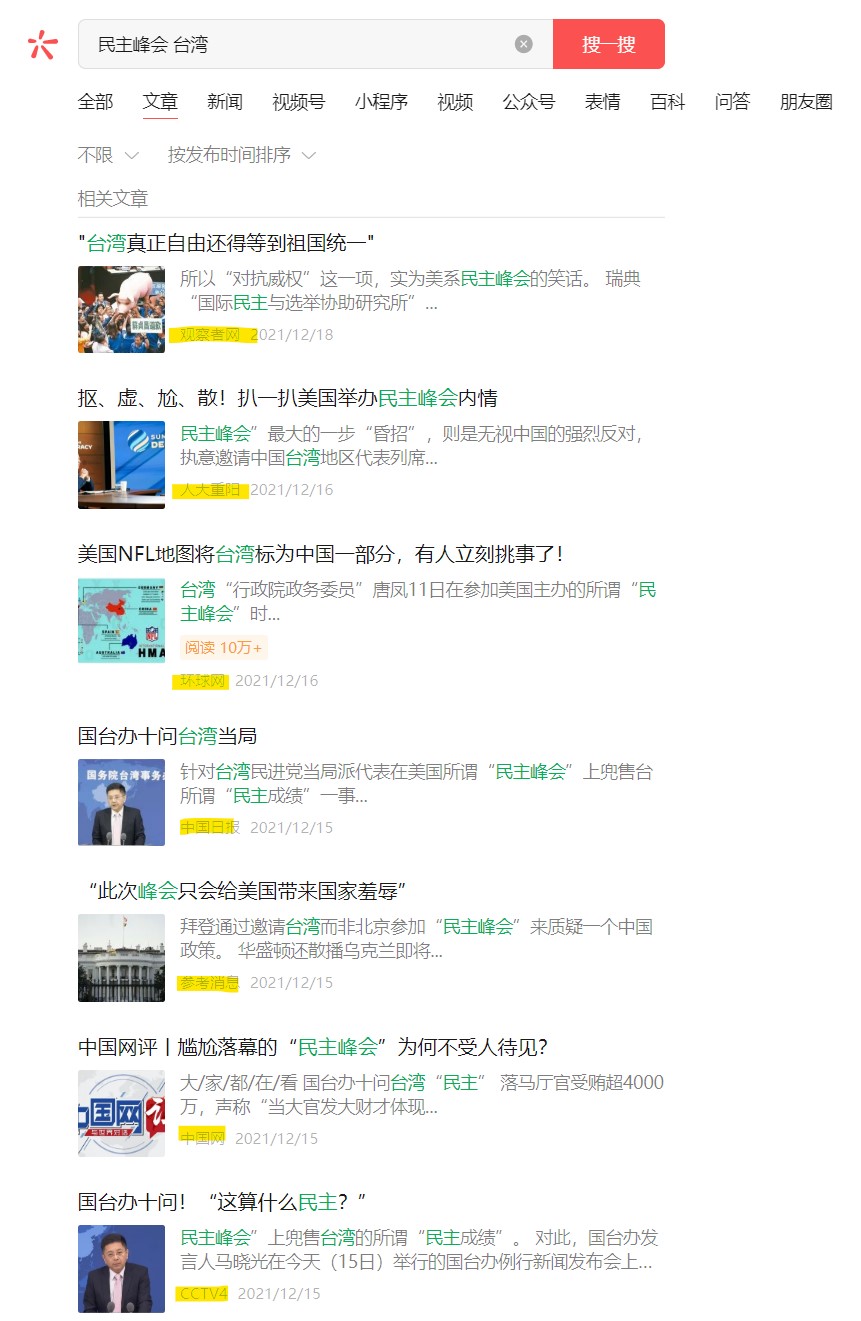 民主峰会 台湾
搜一搜
全部 文章 新闻 视频号 小程序 视频 公众号 表情 百科 问答 朋友圈
不限 按发布时间排序
相关文章
"台湾真正自由还得等到祖国统一"
所以“对抗威权”这一项，实为美系民主峰会的笑话。 瑞典
“国际民主与选举协助研究所”...
观察者网 2021/12/18
抠、虚、尬、散！扒一扒美国举办民主峰会内情
民主峰会”最大的一步“昏招”，则是无视中国的强烈反对，
执意邀请中国台湾地区代表列席...
人大重阳 2021/12/16
美国NFL地图将台湾标为中国一部分，有人立刻挑事了！
台湾“行政院政务委员”唐凤11日在参加美国主办的所谓“民
主峰会”时...
阅读 10万+
环球网 2021/12/16
国台办十问台湾当局
国务院台湾事务
针对台湾民进党当局派代表在美国所谓“民主峰会”上兜售台
所谓“民主成绩”一事...
中国日报 2021/12/15
“此次峰会只会给美国带来国家羞辱”
拜登通过邀请台湾而非北京参加“民主峰会”来质疑一个中国
政策。 华盛顿还散播乌克兰即将...
参考消息 2021/12/15
中国网评丨尴尬落幕的“民主峰会”为何不受人待见？
大/家/都/在/看 国台办十问台湾“民主” 落马厅官受贿超4000
万，声称“当大官发大财才体现...
中国网 2021/12/15
国台办十问！“这算什么民主？”
民主峰会”上兜售台湾的所谓“民主成绩”。 对此，国台办发
言人马晓光在今天（15日）举行的国台办例行新闻发布会上...
CCTV4 2021/12/15